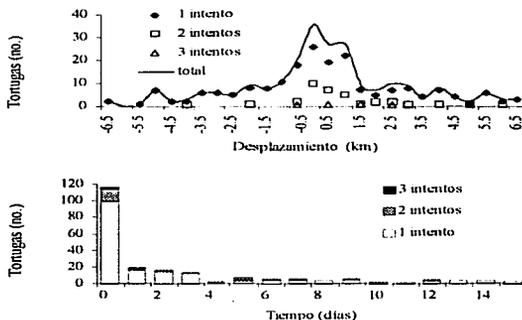 40
30
20
10
0
Tortugas (no.)
1 intento
2 intentos
3 intentos
total
-6.5 -5.5 -4.5 -3.5 -2.5 -1.5 -0.5 0.5 1.5 2.5 3.5 4.5 5.5 6.5
Desplazamiento (km)
120
100
80
60
40
20
0
Tortugas (no.)
3 intentos
2 intentos
1 intento
0 2 4 6 8 10 12 14
Tiempo (días)